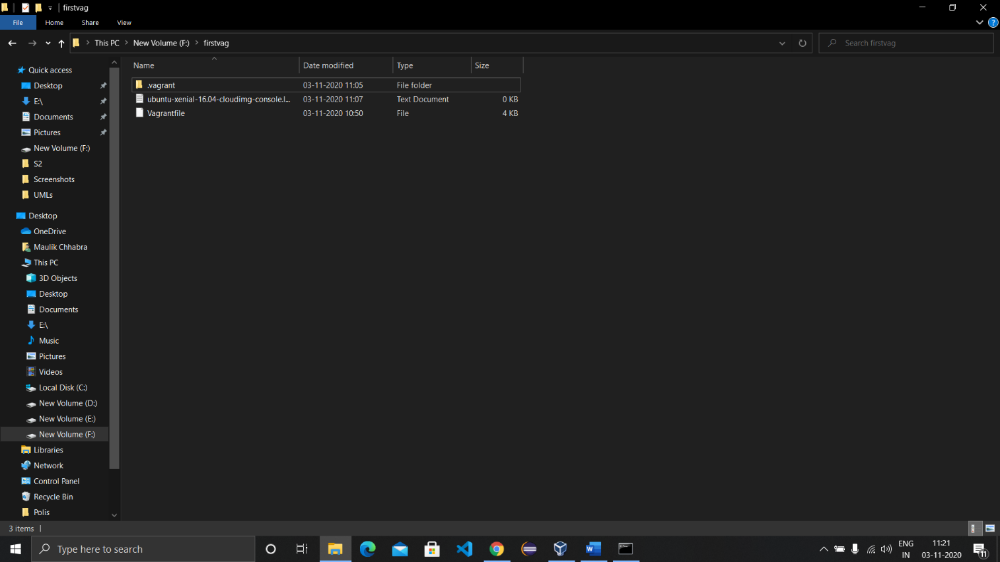 firstvag
File Home Share View
This PC New Volume (F:) firstvag
Search firstvag
Name Date modified Type Size
.vagrant 03-11-2020 11:05 File folder
ubuntu-xenial-16.04-cloudimg-console.l... 03-11-2020 11:07 Text Document 0 KB
Vagrantfile 03-11-2020 10:50 File 4 KB
Quick access
Desktop
E:\
Documents
Pictures
New Volume (F:)
S2
Screenshots
UMLs
Desktop
OneDrive
Maulik Chhabra
This PC
3D Objects
Desktop
Documents
E:\
Music
Pictures
Videos
Local Disk (C:)
New Volume (D:)
New Volume (E:)
New Volume (F:)
Libraries
Network
Control Panel
Recycle Bin
Polis
3 items
Type here to search
ENG
IN
11:21
03-11-2020
11